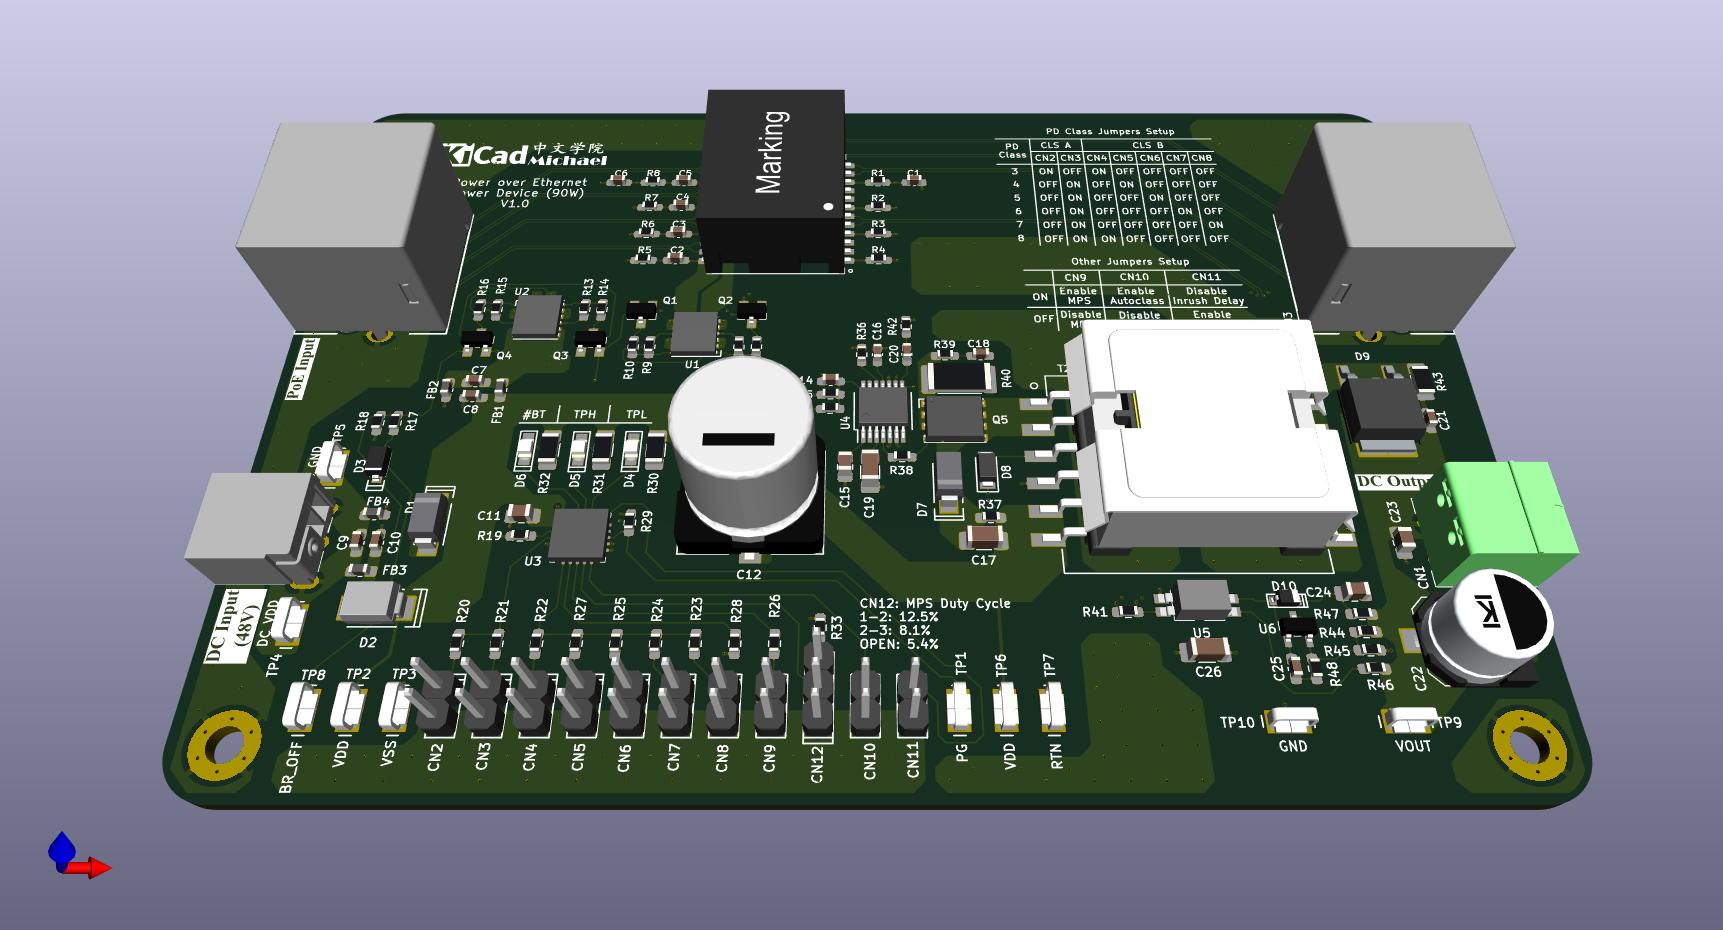 KiCad 中文学院
Michael
Power over Ethernet
Power Device (90W)
V1.0
Marking
PD Class Jumpers Setup
PD Class CLS A CLS B
CN2 CN3 CN4 CN5 CN6 CN7 CN8
3 ON OFF OFF OFF OFF OFF OFF
4 OFF ON OFF OFF OFF OFF
5 OFF ON OFF ON OFF OFF OFF
6 OFF OFF OFF OFF ON OFF
7 OFF ON OFF OFF OFF OFF ON
8 OFF ON ON OFF OFF OFF OFF
Other Jumpers Setup
CN9 CN10 CN11
ON Enable MPS Enable Autoclass Disable Inrush Delay
OFF Disable Disable Enable
C6 R8 C5 R1 C1
R7 C4 R2
R6 C3 R3
R5 C2 R4
R16 R15 U2 R13 R14 Q1 Q2
Q4 Q3 R10 R9 U1
R36 C16 R42 C20 R39 C18 R40
PoE Input
C7 FB2 C8 FB1
U4 Q5 D9 R43 C21
#BT TPH TPL
R18 R17 TP5 GND D3
D6 R32 D5 R31 D4 R30
C15 C19 R38 D7 D8 R37 C17
FB4 D1 C9 C10 FB3
C11 R19 U3 R29 C12
DC Output
C23 CN1
DC Input
(48V)
DC_VDD TP4 D2
R20 R21 R22 R27 R25 R24 R23 R28 R26 R33
CN12: MPS Duty Cycle
1-2: 12.5%
2-3: 8.1%
OPEN: 5.4%
R41 U5 C26
D10 C24 U6 R47 R44 R45 R46 C25 R48 C22
TP8 TP2 TP3 TP1 TP6 TP7
TP10 TP9
BR_OFF VDD VSS CN2 CN3 CN4 CN5 CN6 CN7 CN8 CN9 CN12 CN10 CN11 PG VDD RTN GND VOUT